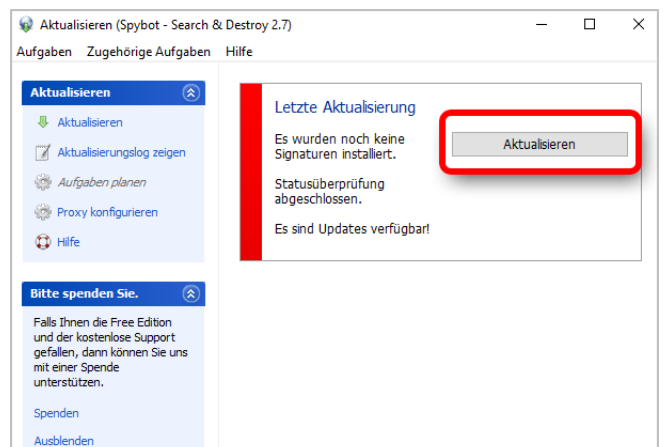 Aktualisieren (Spybot - Search & Destroy 2.7)
Aufgaben Zugehörige Aufgaben Hilfe
Aktualisieren
Aktualisieren
Aktualisierungslog zeigen
Aufgaben planen
Proxy konfigurieren
Hilfe
Bitte spenden Sie.
Falls Ihnen die Free Edition
und der kostenlose Support
gefallen, dann können Sie uns
mit einer Spende
unterstützen.
Spenden
Ausblenden
Letzte Aktualisierung
Es wurden noch keine
Signaturen installiert.
Statusüberprüfung
abgeschlossen.
Es sind Updates verfügbar!
Aktualisieren